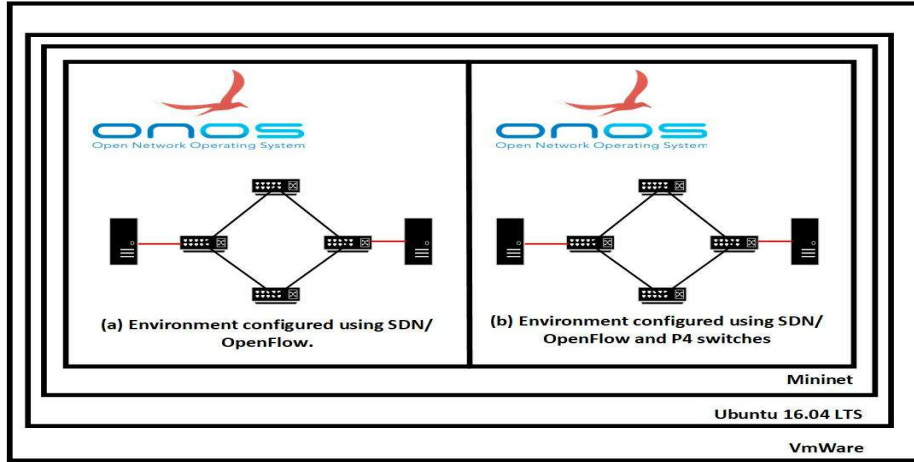 onos
Open Network Operating System
(a) Environment configured using SDN/
OpenFlow.
onos
Open Network Operating System
(b) Environment configured using SDN/
OpenFlow and P4 switches
Mininet
Ubuntu 16.04 LTS
VmWare